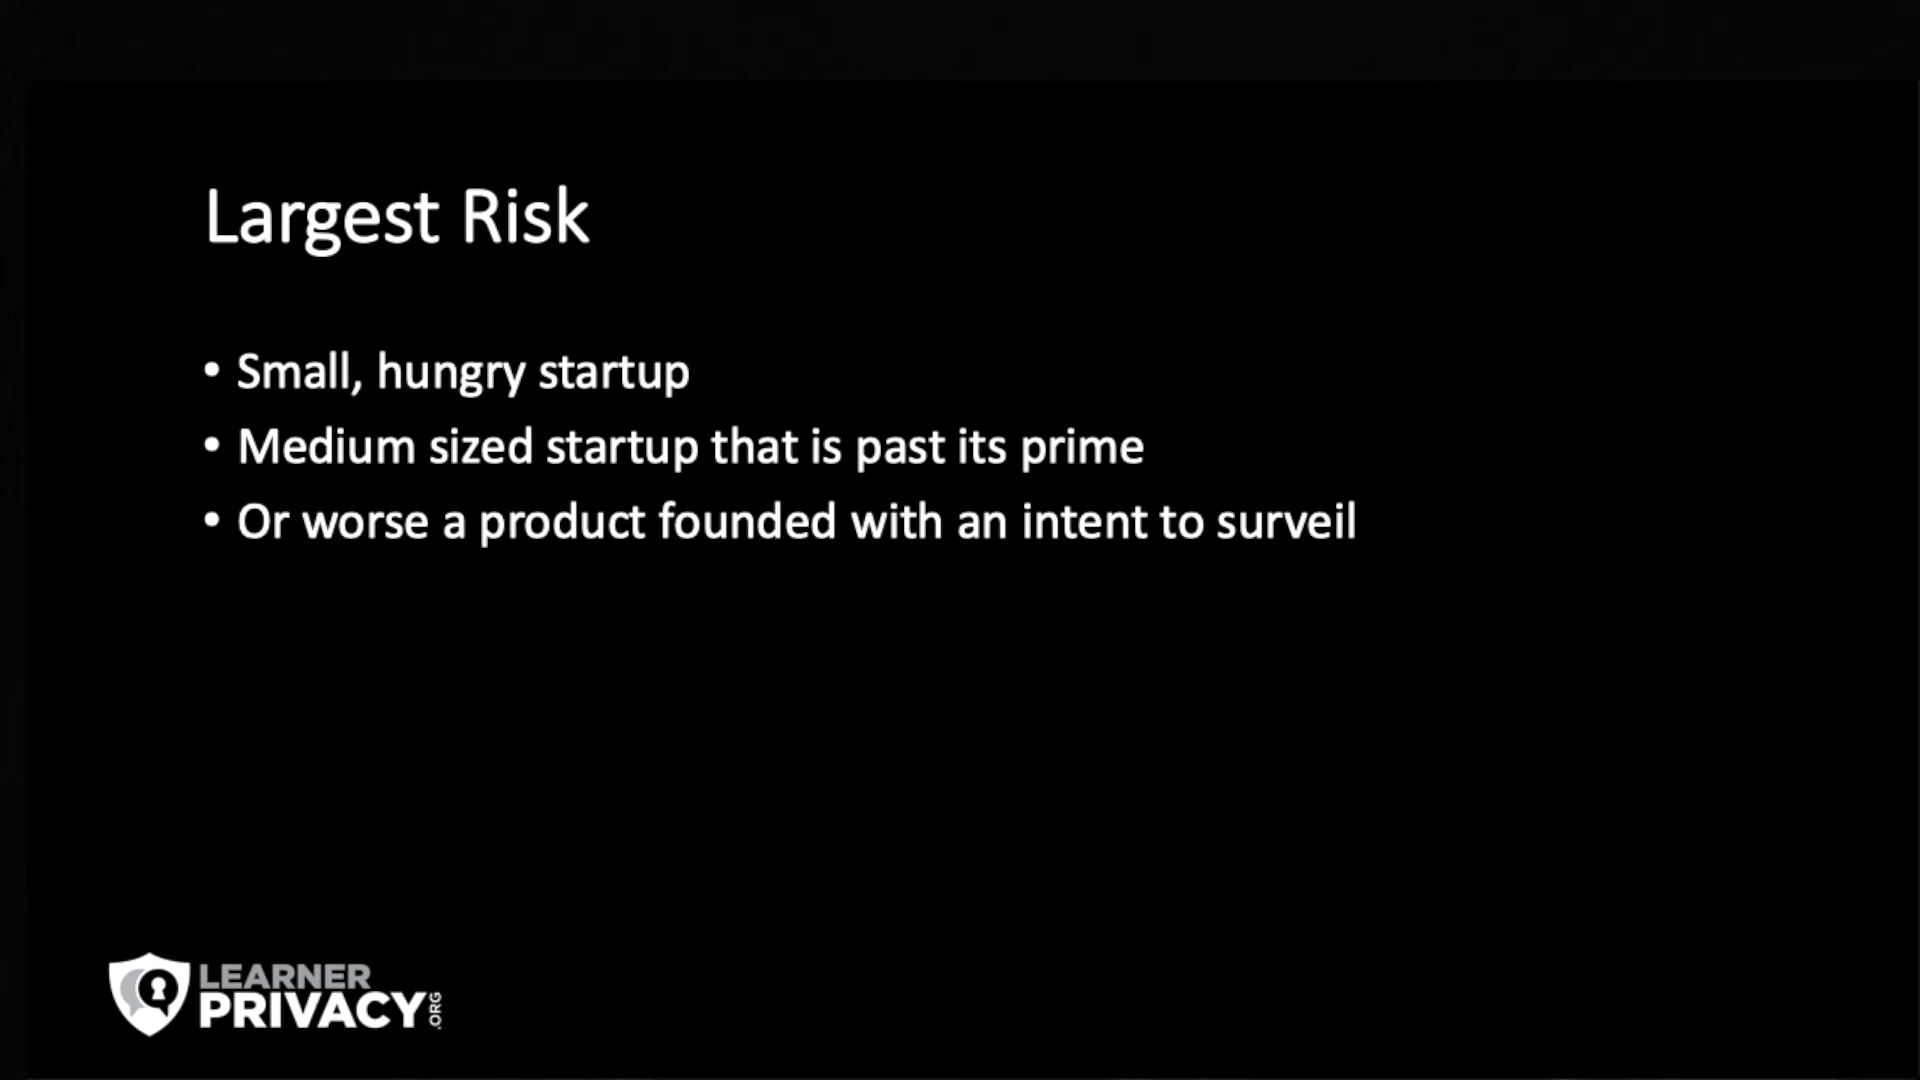 Largest Risk
• Small, hungry startup
• Medium sized startup that is past its prime
• Or worse a product founded with an intent to surveil
LEARNER
PRIVACY.ORG